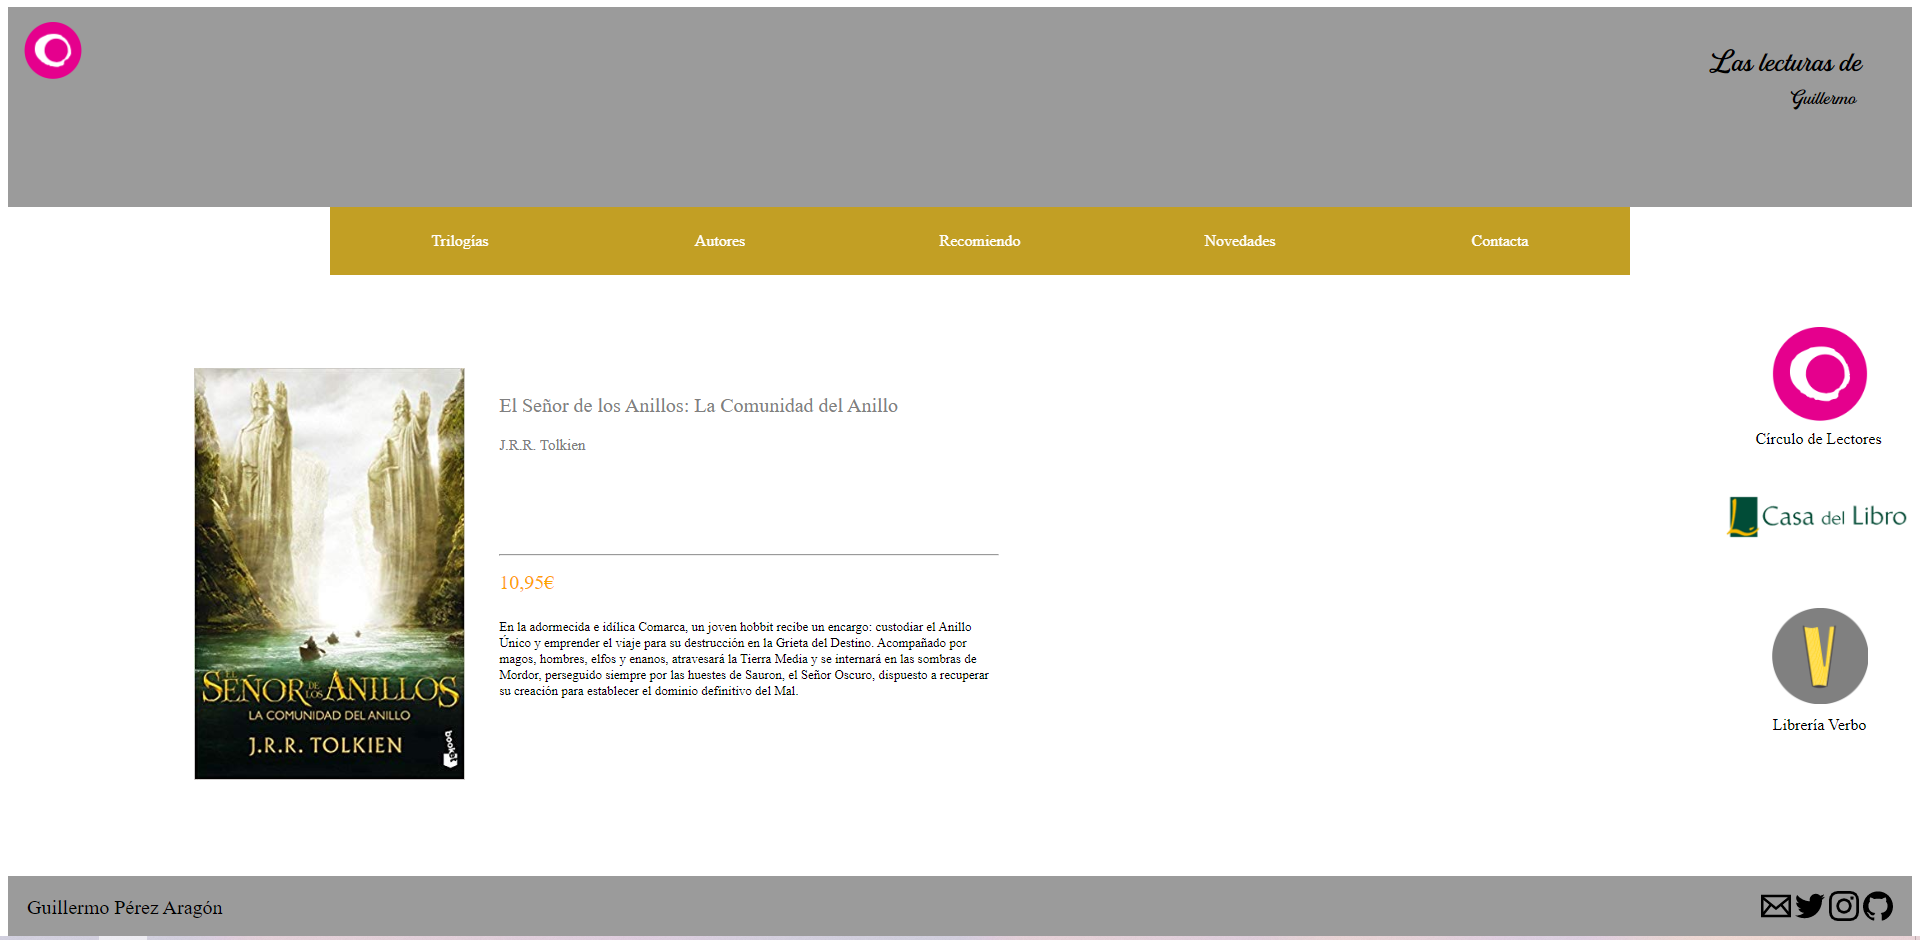 Las lecturas de
Guillermo
Trilogías Autores Recomiendo Novedades Contacta
EL
SEÑOR DE LOS ANILLOS
LA COMUNIDAD DEL ANILLO
J.R.R. TOLKIEN
booket
El Señor de los Anillos: La Comunidad del Anillo
J.R.R. Tolkien
10,95€
En la adormecida e idílica Comarca, un joven hobbit recibe un encargo: custodiar el Anillo
Único y emprender el viaje para su destrucción en la Grieta del Destino. Acompañado por
magos, hombres, elfos y enanos, atravesará la Tierra Media y se internará en las sombras de
Mordor, perseguido siempre por las huestes de Sauron, el Señor Oscuro, dispuesto a recuperar
su creación para establecer el dominio definitivo del Mal.
Círculo de Lectores
Casa del Libro
Librería Verbo
Guillermo Pérez Aragón